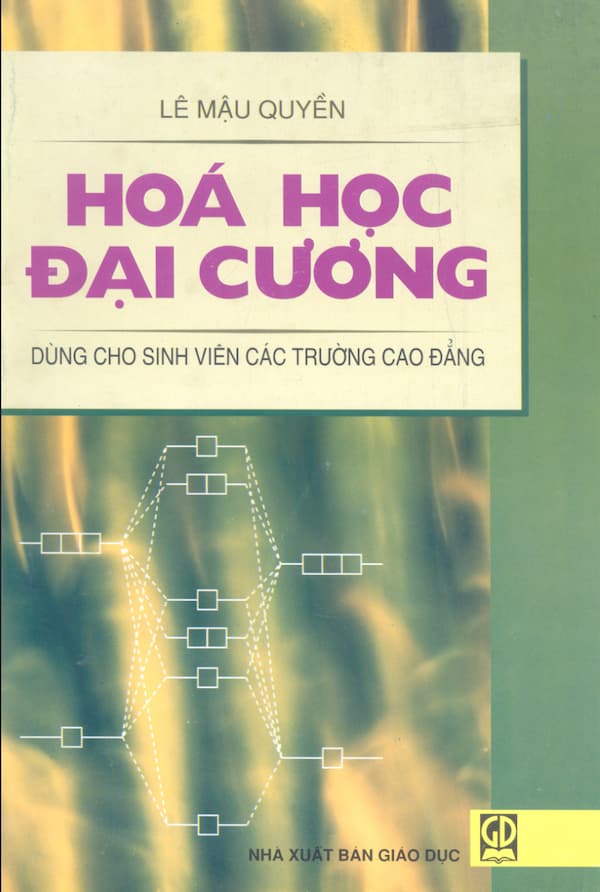 LÊ MẬU QUYỀN
HOÁ HỌC
ĐẠI CƯƠNG
DÙNG CHO SINH VIÊN CÁC TRƯỜNG CAO ĐẲNG
GD
NHÀ XUẤT BẢN GIÁO DỤC